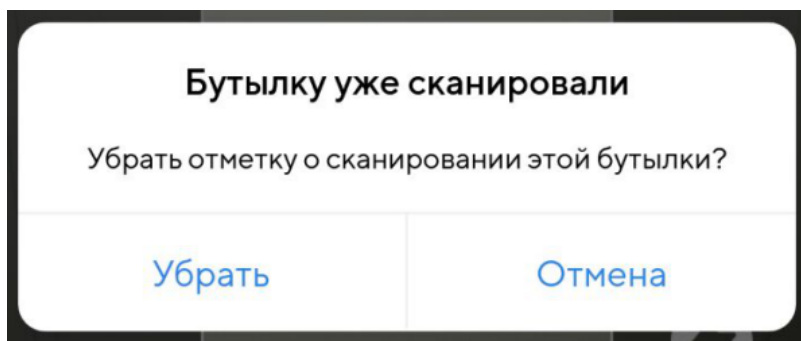 Бутылку уже сканировали
Убрать отметку о сканировании этой бутылки?
Убрать
Отмена